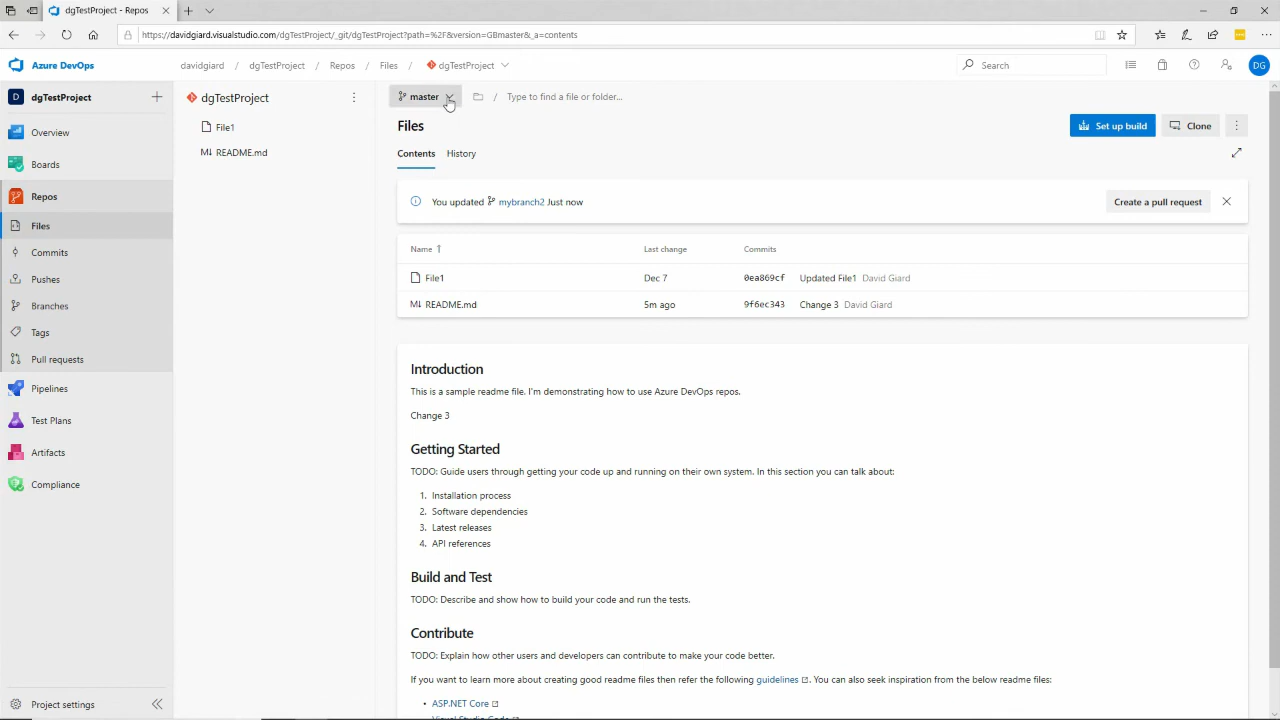 dgTestProject - Repos
https://davidgiard.visualstudio.com/dgTestProject/_git/dgTestProject?path=%2F&version=GBmaster&_a=contents
Azure DevOps
davidgiard / dgTestProject / Repos / Files / dgTestProject
Search
DG
D dgTestProject
Overview
Boards
Repos
Files
Commits
Pushes
Branches
Tags
Pull requests
Pipelines
Test Plans
Artifacts
Compliance
Project settings
dgTestProject
File1
README.md
master / Type to find a file or folder...
Files
Set up build
Clone
Contents History
You updated mybranch2 Just now
Create a pull request
Name Last change Commits
File1 Dec 7 0ea869cf Updated File1 David Giard
README.md 5m ago 9f6ec343 Change 3 David Giard
Introduction
This is a sample readme file. I'm demonstrating how to use Azure DevOps repos.
Change 3
Getting Started
TODO: Guide users through getting your code up and running on their own system. In this section you can talk about:
1. Installation process
2. Software dependencies
3. Latest releases
4. API references
Build and Test
TODO: Describe and show how to build your code and run the tests.
Contribute
TODO: Explain how other users and developers can contribute to make your code better.
If you want to learn more about creating good readme files then refer the following guidelines. You can also seek inspiration from the below readme files:
• ASP.NET Core
Visual Studio Code